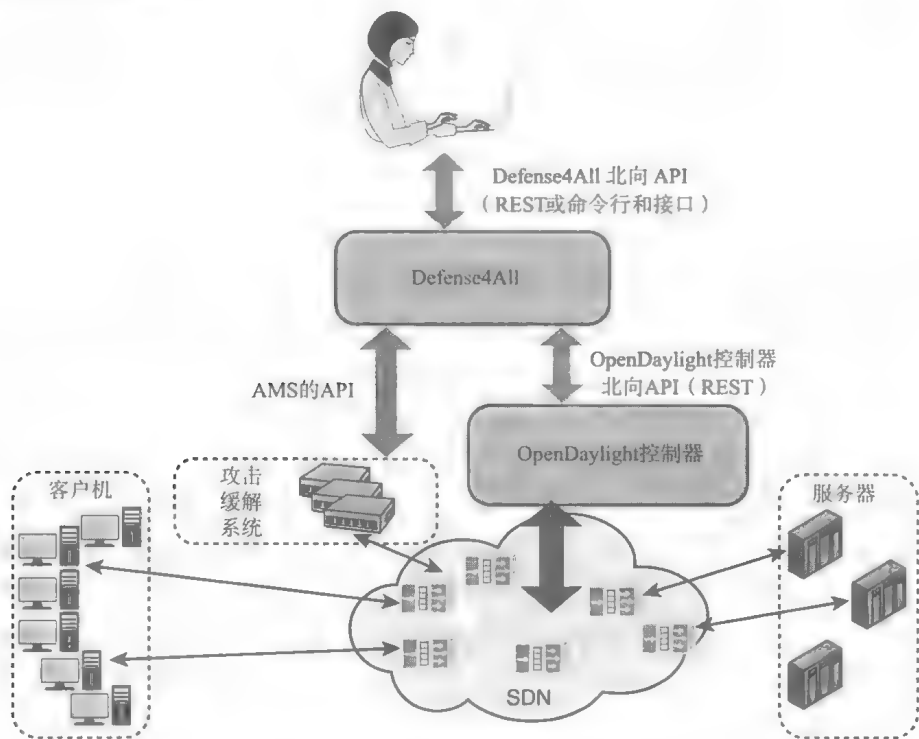 Defense4All 北向 API
（REST或命令行和接口）
Defense4All
AMS的API
OpenDaylight控制器
北向API（REST）
OpenDaylight控制器
攻击
缓解
系统
客户机
服务器
SDN